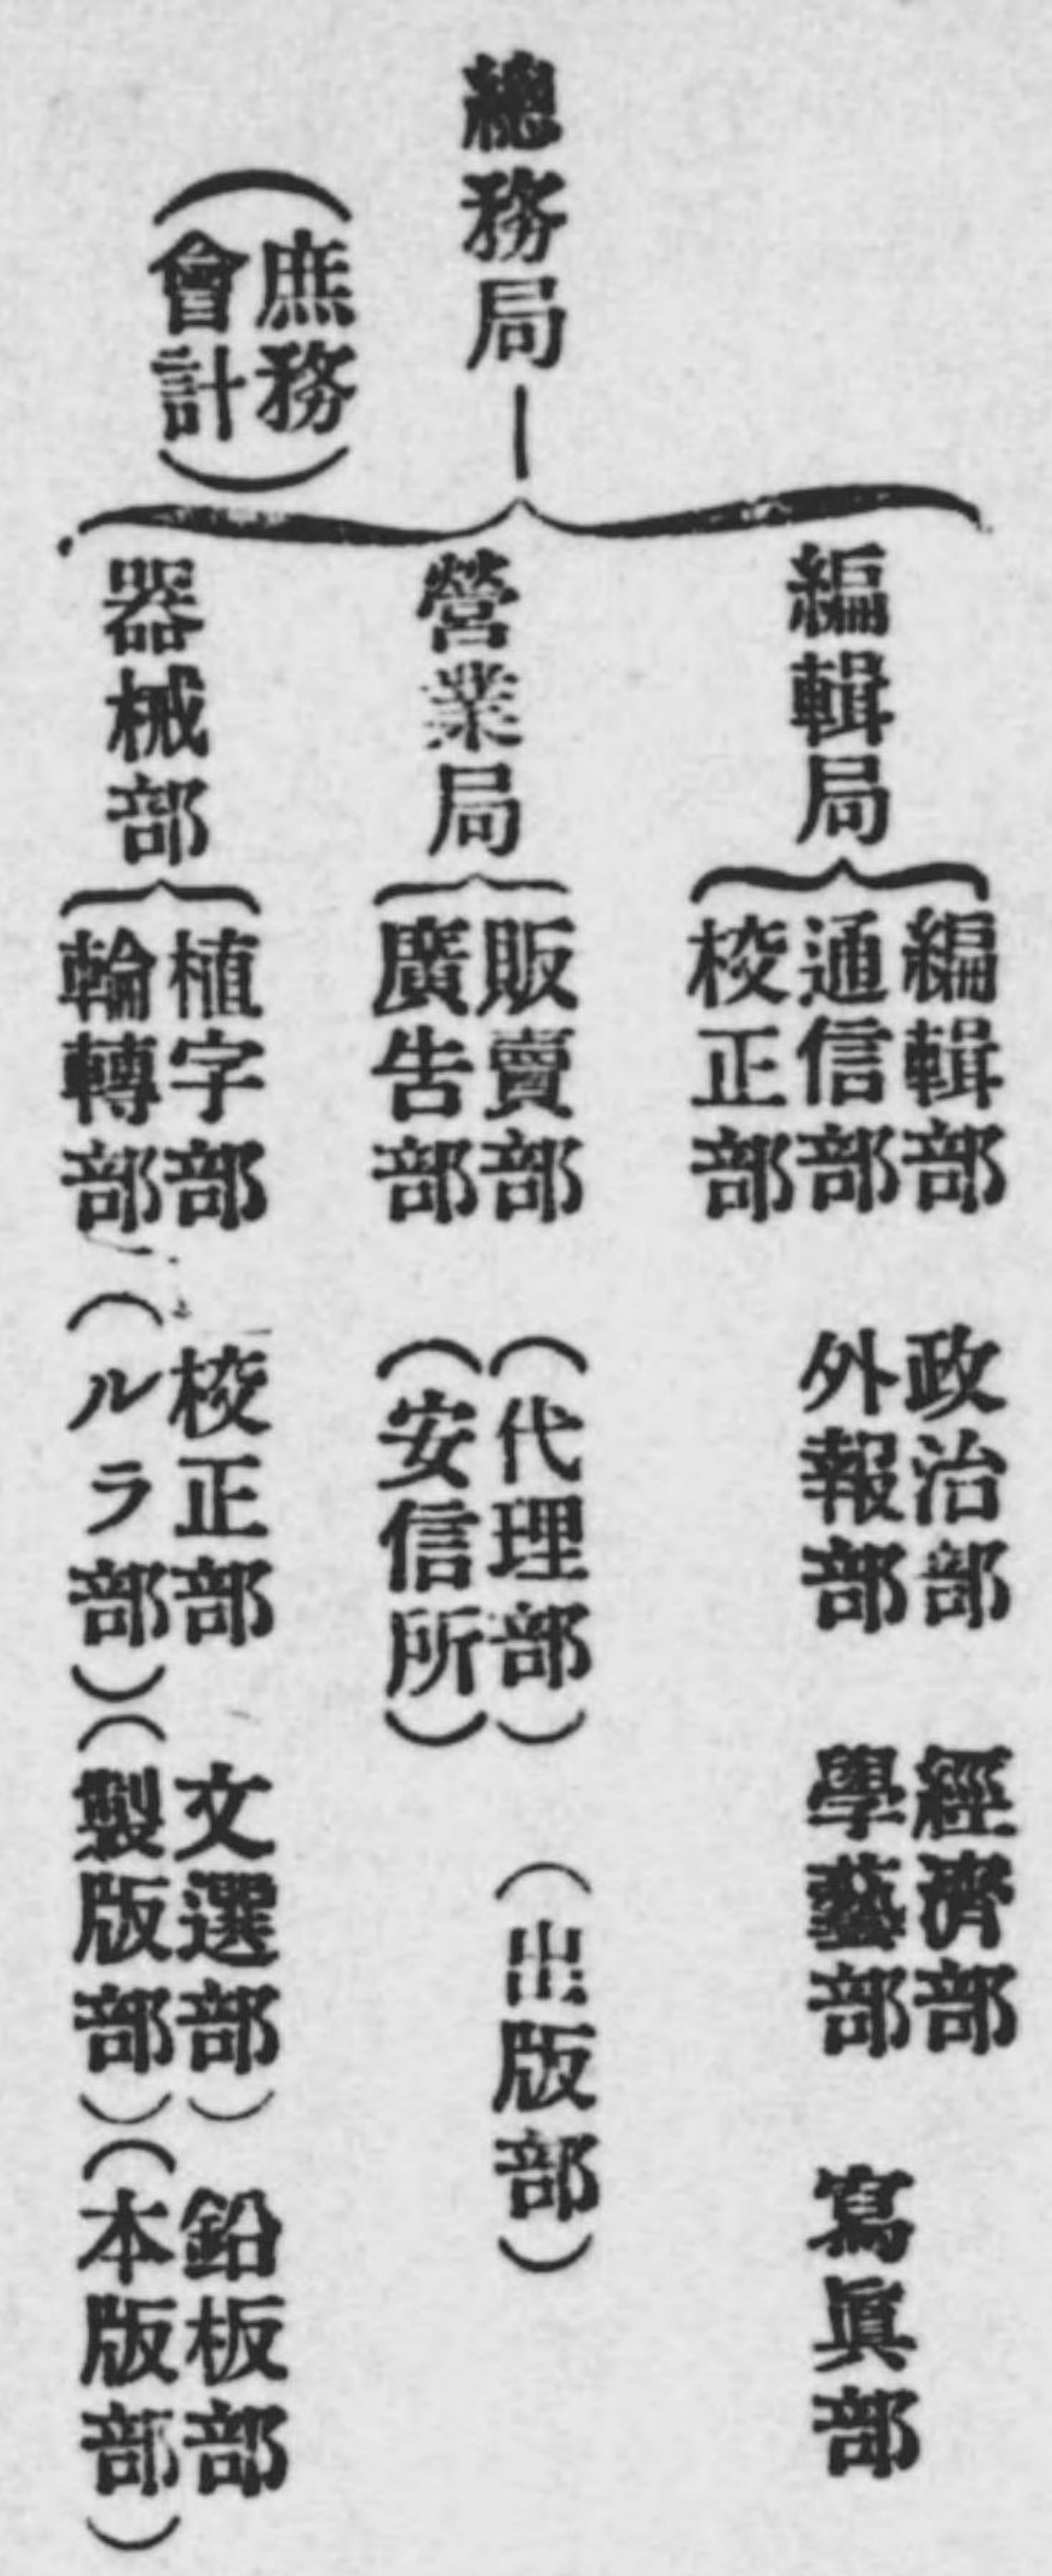 總務局
(庶務
會計)
編輯局
編輯部 政治部 經濟部
通信部 外報部 學藝部 寫眞部
校正部
營業局
販賣部 (代理部) (出版部)
廣告部 (安信所)
器械部
植字部 校正部 文選部) 鉛板部
輪轉部 (ルラ部)(製版部)(本版部)